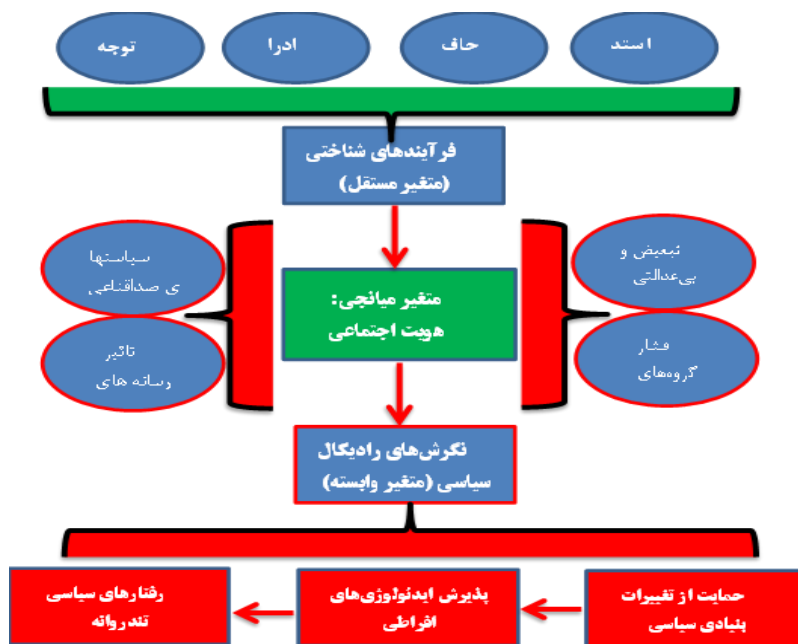 استد
حاف
ادرا
توجه
فرآیندهای شناختی
(متغیر مستقل)
تبعیض و
بی‌عدالتی
سیاستها
ی ضداقناعی
متغیر میانجی:
هویت اجتماعی
فشار
گروه‌های
تاثیر
رسانه های
نگرش‌های رادیکال
سیاسی (متغیر وابسته)
حمایت از تغییرات
بنیادی سیاسی
پذیرش ایدئولوژی‌های
افراطی
رفتارهای سیاسی
تندروانه